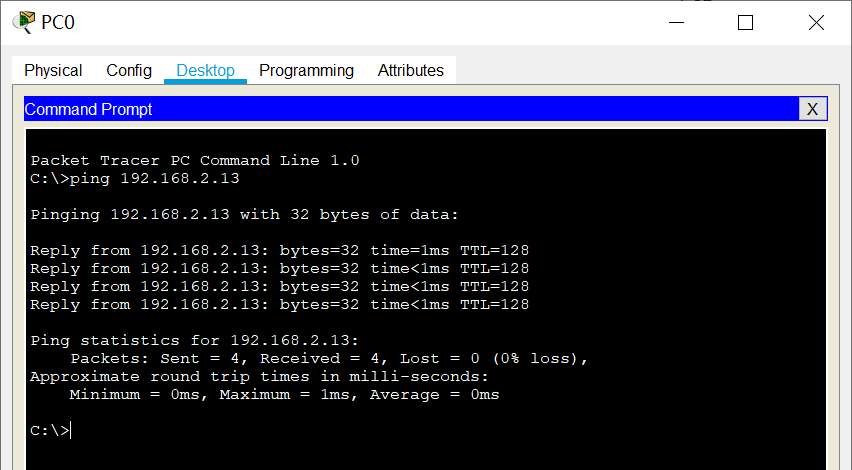 PC0
Physical Config Desktop Programming Attributes
Command Prompt
X
Packet Tracer PC Command Line 1.0
C:\>ping 192.168.2.13
Pinging 192.168.2.13 with 32 bytes of data:
Reply from 192.168.2.13: bytes=32 time=1ms TTL=128
Reply from 192.168.2.13: bytes=32 time<1ms TTL=128
Reply from 192.168.2.13: bytes=32 time<1ms TTL=128
Reply from 192.168.2.13: bytes=32 time<1ms TTL=128
Ping statistics for 192.168.2.13:
    Packets: Sent = 4, Received = 4, Lost = 0 (0% loss),
Approximate round trip times in milli-seconds:
    Minimum = 0ms, Maximum = 1ms, Average = 0ms
C:\>